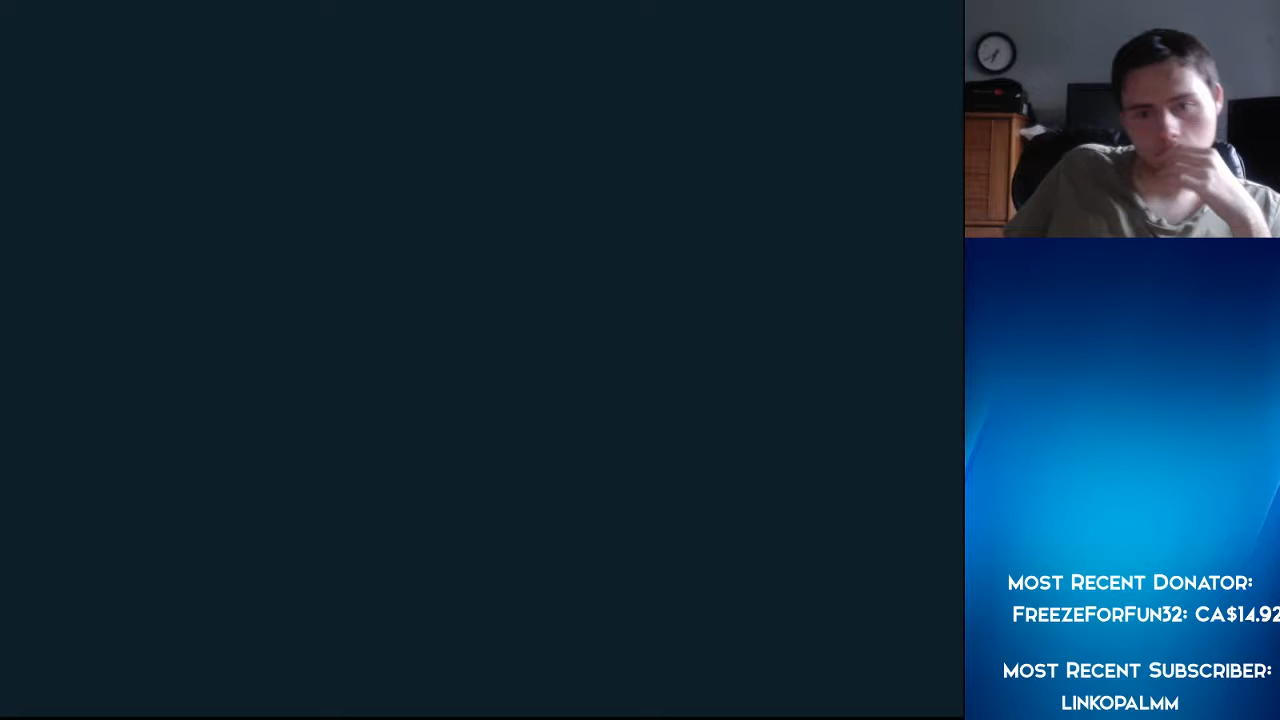 Most Recent Donator:
FreezeForFun32: CA$14.92
Most Recent Subscriber:
linkopalmm